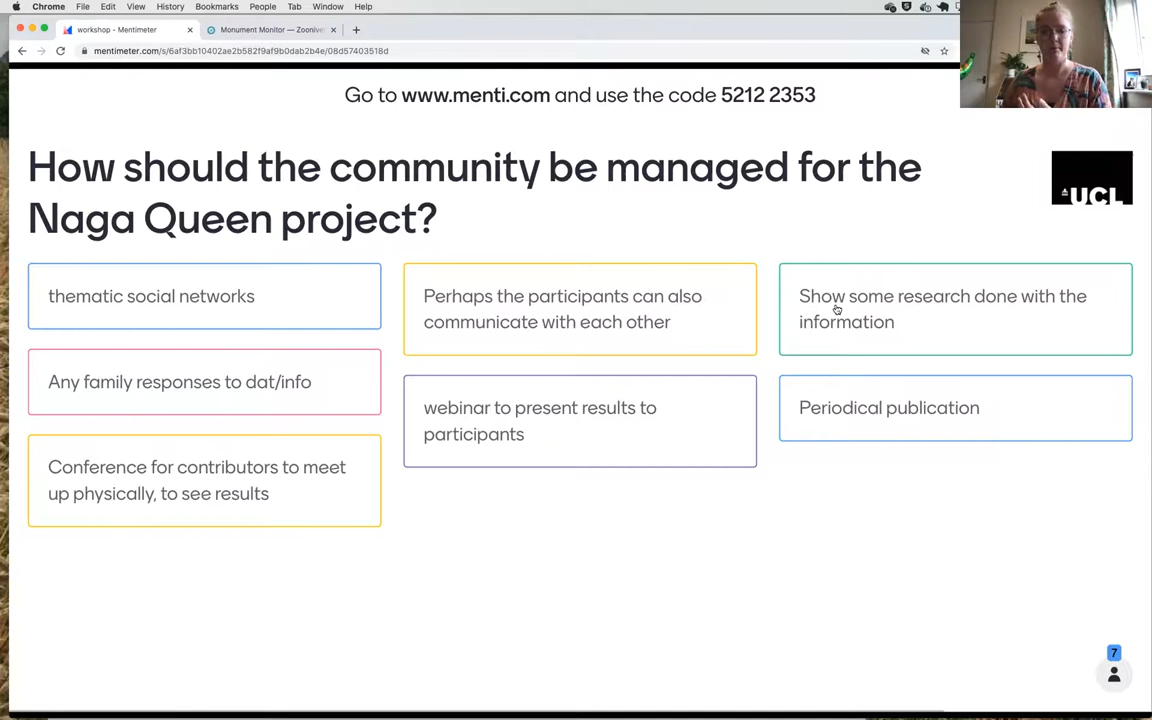 Chrome File Edit View History Bookmarks People Tab Window Help
workshop - Mentimeter
Monument Monitor — Zoonive
mentimeter.com/s/6af3bb10402ae2b582f9af9b0dab2b4e/08d57403518d
Go to www.menti.com and use the code 5212 2353
How should the community be managed for the
Naga Queen project?
UCL
thematic social networks
Any family responses to dat/info
Conference for contributors to meet
up physically, to see results
Perhaps the participants can also
communicate with each other
webinar to present results to
participants
Show some research done with the
information
Periodical publication
7